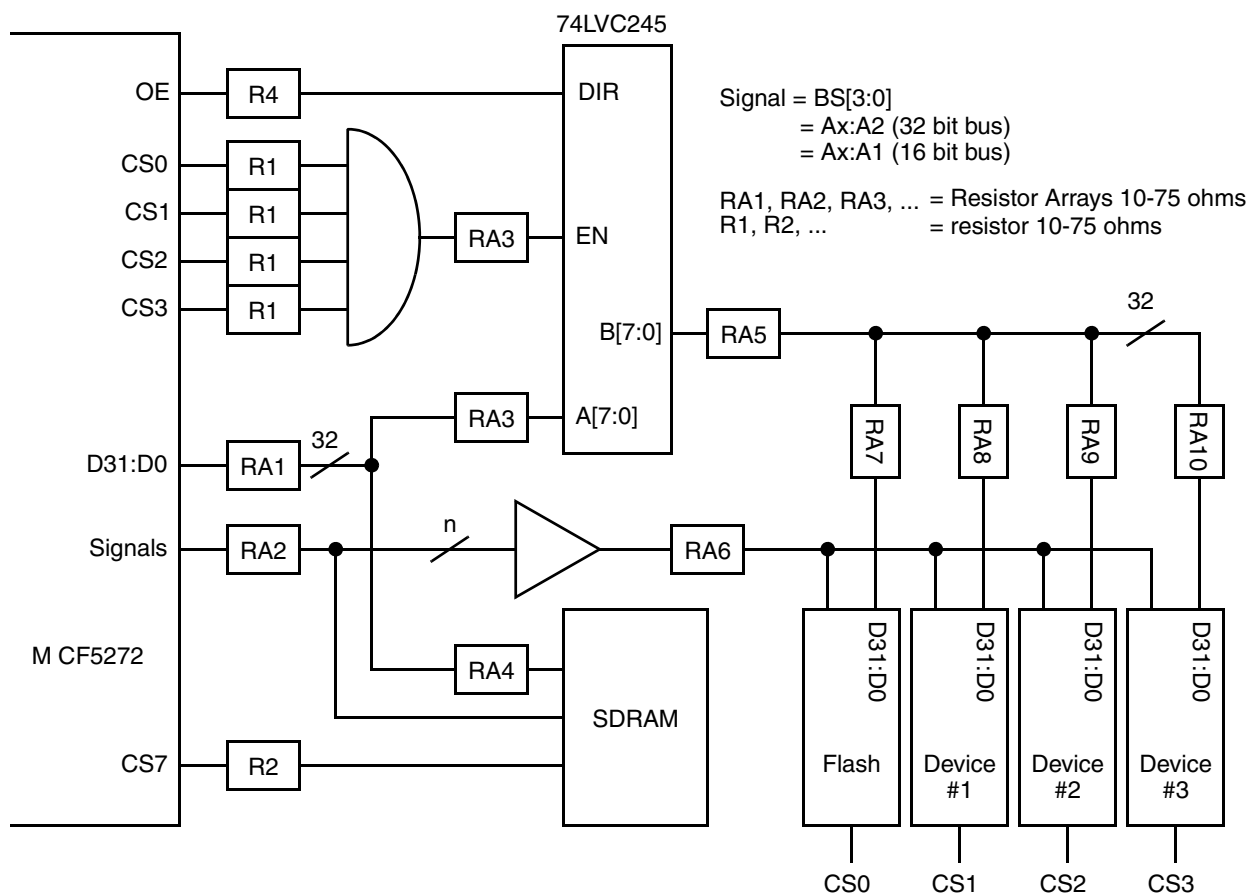 74LVC245
OE
R4
DIR
Signal = BS[3:0]
= Ax:A2 (32 bit bus)
= Ax:A1 (16 bit bus)
CS0
R1
CS1
R1
CS2
R1
CS3
R1
RA3
EN
RA1, RA2, RA3, ... = Resistor Arrays 10-75 ohms
R1, R2, ... = resistor 10-75 ohms
B[7:0]
RA5
32
RA3
A[7:0]
RA7
RA8
RA9
RA10
D31:D0
RA1
32
Signals
RA2
n
RA6
M CF5272
RA4
SDRAM
CS7
R2
D31:D0
D31:D0
D31:D0
D31:D0
Flash
Device
#1
Device
#2
Device
#3
CS0
CS1
CS2
CS3